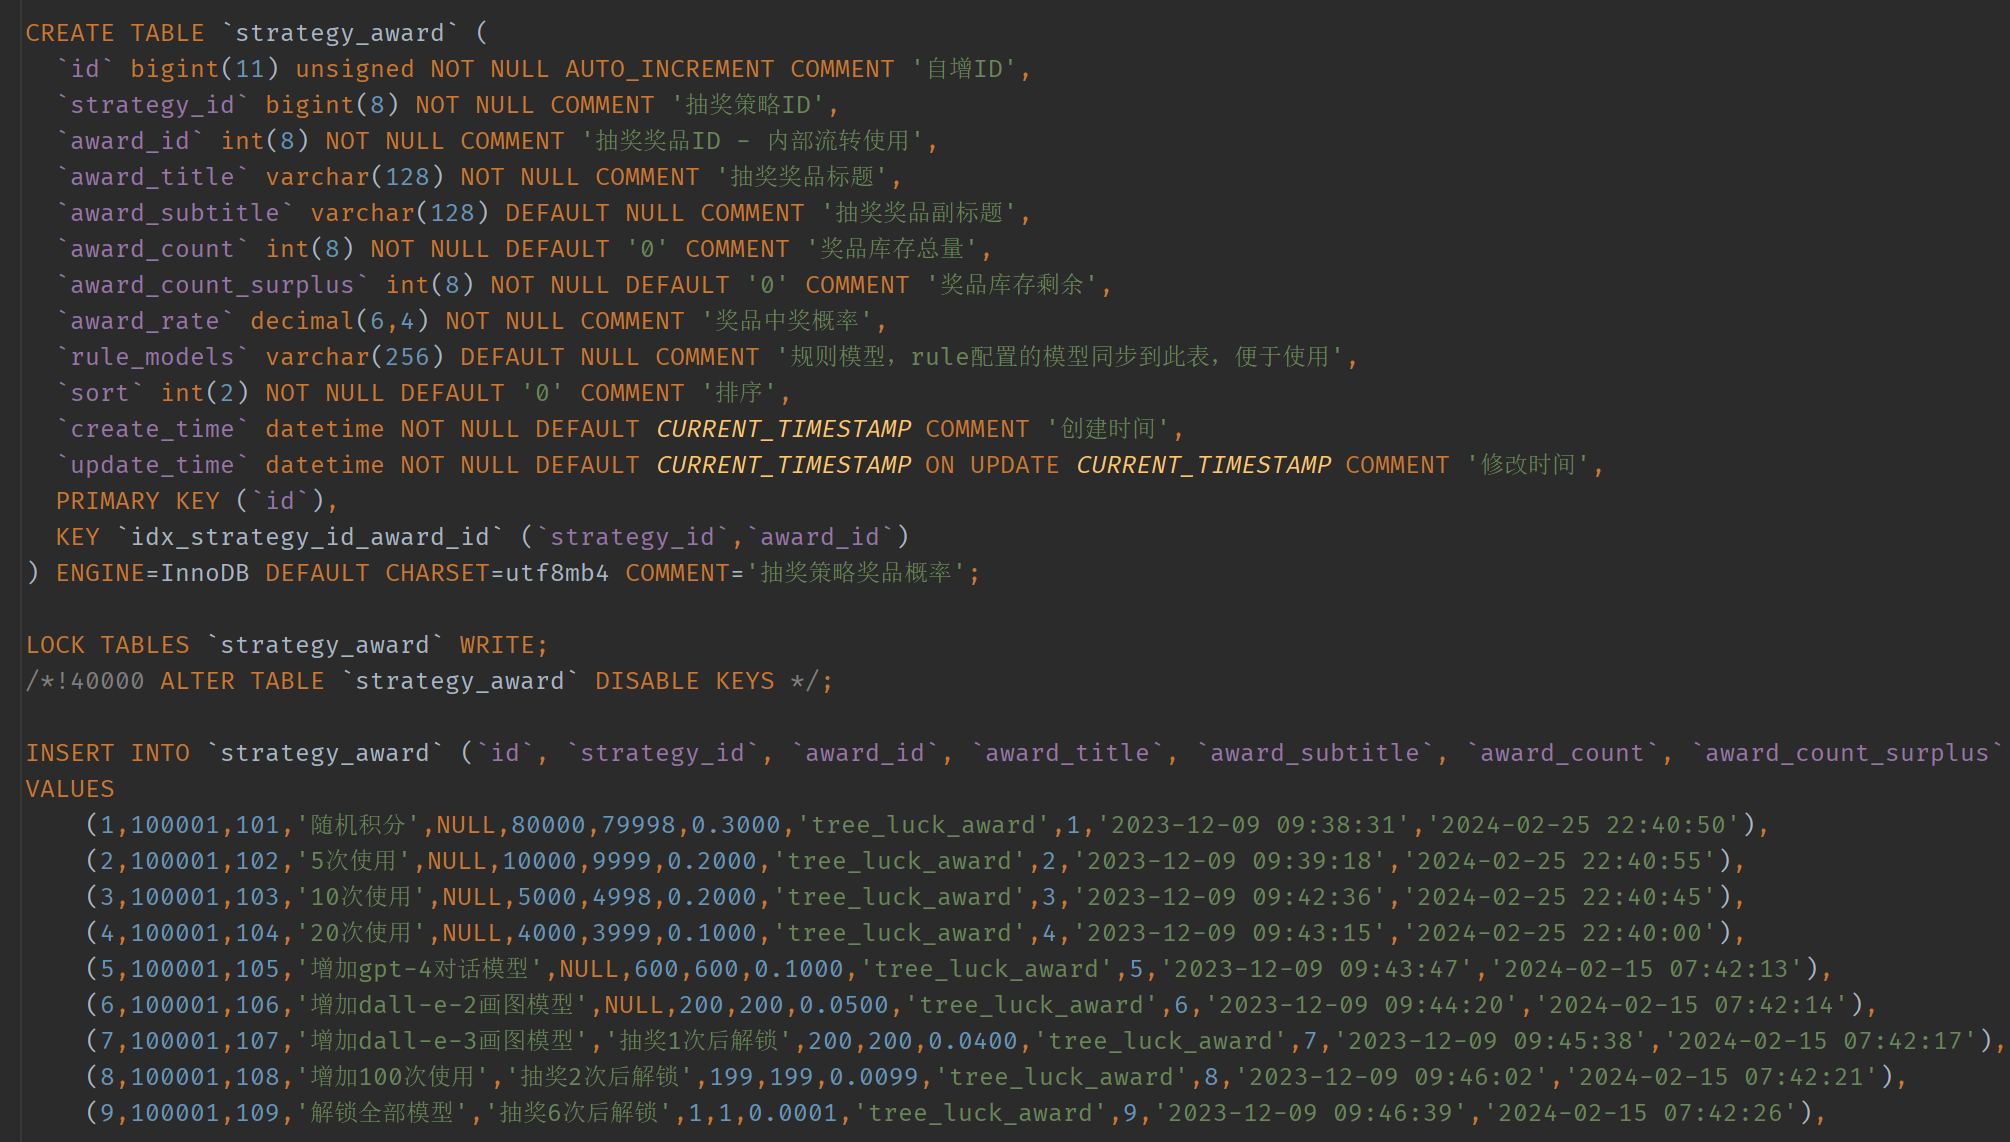 CREATE TABLE `strategy_award` (
  `id` bigint(11) unsigned NOT NULL AUTO_INCREMENT COMMENT '自增ID',
  `strategy_id` bigint(8) NOT NULL COMMENT '抽奖策略ID',
  `award_id` int(8) NOT NULL COMMENT '抽奖奖品ID - 内部流转使用',
  `award_title` varchar(128) NOT NULL COMMENT '抽奖奖品标题',
  `award_subtitle` varchar(128) DEFAULT NULL COMMENT '抽奖奖品副标题',
  `award_count` int(8) NOT NULL DEFAULT '0' COMMENT '奖品库存总量',
  `award_count_surplus` int(8) NOT NULL DEFAULT '0' COMMENT '奖品库存剩余',
  `award_rate` decimal(6,4) NOT NULL COMMENT '奖品中奖概率',
  `rule_models` varchar(256) DEFAULT NULL COMMENT '规则模型，rule配置的模型同步到此表，便于使用',
  `sort` int(2) NOT NULL DEFAULT '0' COMMENT '排序',
  `create_time` datetime NOT NULL DEFAULT CURRENT_TIMESTAMP COMMENT '创建时间',
  `update_time` datetime NOT NULL DEFAULT CURRENT_TIMESTAMP ON UPDATE CURRENT_TIMESTAMP COMMENT '修改时间',
  PRIMARY KEY (`id`),
  KEY `idx_strategy_id_award_id` (`strategy_id`,`award_id`)
) ENGINE=InnoDB DEFAULT CHARSET=utf8mb4 COMMENT='抽奖策略奖品概率';
LOCK TABLES `strategy_award` WRITE;
/*!40000 ALTER TABLE `strategy_award` DISABLE KEYS */;
INSERT INTO `strategy_award` (`id`, `strategy_id`, `award_id`, `award_title`, `award_subtitle`, `award_count`, `award_count_surplus`
VALUES
    (1,100001,101,'随机积分',NULL,80000,79998,0.3000,'tree_luck_award',1,'2023-12-09 09:38:31','2024-02-25 22:40:50'),
    (2,100001,102,'5次使用',NULL,10000,9999,0.2000,'tree_luck_award',2,'2023-12-09 09:39:18','2024-02-25 22:40:55'),
    (3,100001,103,'10次使用',NULL,5000,4998,0.2000,'tree_luck_award',3,'2023-12-09 09:42:36','2024-02-25 22:40:45'),
    (4,100001,104,'20次使用',NULL,4000,3999,0.1000,'tree_luck_award',4,'2023-12-09 09:43:15','2024-02-25 22:40:00'),
    (5,100001,105,'增加gpt-4对话模型',NULL,600,600,0.1000,'tree_luck_award',5,'2023-12-09 09:43:47','2024-02-15 07:42:13'),
    (6,100001,106,'增加dall-e-2画图模型',NULL,200,200,0.0500,'tree_luck_award',6,'2023-12-09 09:44:20','2024-02-15 07:42:14'),
    (7,100001,107,'增加dall-e-3画图模型','抽奖1次后解锁',200,200,0.0400,'tree_luck_award',7,'2023-12-09 09:45:38','2024-02-15 07:42:17'),
    (8,100001,108,'增加100次使用','抽奖2次后解锁',199,199,0.0099,'tree_luck_award',8,'2023-12-09 09:46:02','2024-02-15 07:42:21'),
    (9,100001,109,'解锁全部模型','抽奖6次后解锁',1,1,0.0001,'tree_luck_award',9,'2023-12-09 09:46:39','2024-02-15 07:42:26'),